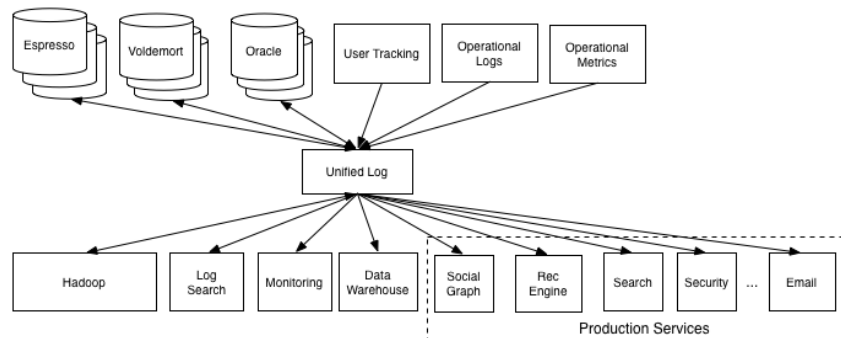 Espresso
Voldemort
Oracle
User Tracking
Operational
Logs
Operational
Metrics
Unified Log
Hadoop
Log
Search
Monitoring
Data
Warehouse
Social
Graph
Rec
Engine
Search
Security
...
Email
Production Services